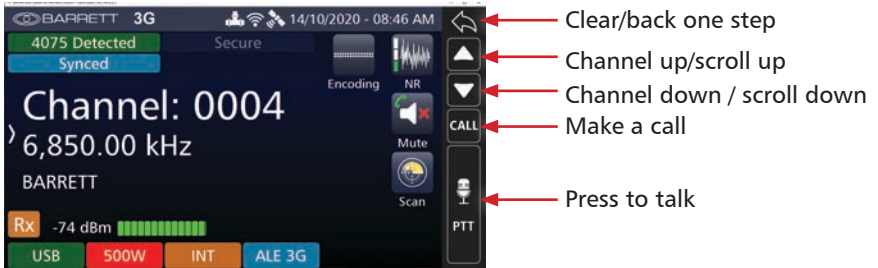 BARRETT 3G 14/10/2020 - 08:46 AM
Clear/back one step
4075 Detected Secure
Synced
Channel up/scroll up
Encoding NR
Channel: 0004
Channel down / scroll down
CALL
Make a call
6,850.00 kHz
Mute
BARRETT
Scan
Press to talk
Rx -74 dBm
PTT
USB 500W INT ALE 3G